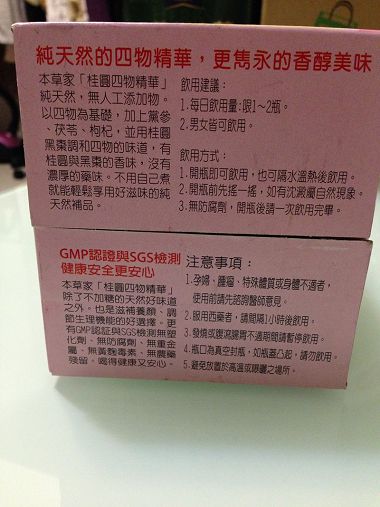 純天然的四物精華,更雋永的香醇美味
本草家「桂圓四物精華」
純天然,無人工添加物。
以四物為基礎,加上黨參
、茯苓、枸杞,並用桂圓
黑棗調和四物的味道,有
桂圓與黑棗的香味,沒有
濃厚的藥味。不用自己煮
就能輕鬆享用好滋味的純
天然補品。
飲用建議:
1.每日飲用量:限1~2瓶。
2.男女皆可飲用。
飲用方式:
1.開瓶即可飲用,也可隔水溫熱後飲用。
2.開瓶前先搖一搖,如有沈澱屬自然現象。
3.無防腐劑,開瓶後請一次飲用完畢。
GMP認證與SGS檢測
健康安全更安心
本草家「桂圓四物精華」
除了不加糖的天然好味道
之外。也是滋補養顏、調
節生理機能的好選擇。更
有GMP認証與SGS檢測無塑
化劑、無防腐劑、無重金
屬、無黃麴毒素、無農藥
殘留。喝得健康又安心。
注意事項:
1.孕婦、腫瘤、特殊體質或身體不適者,
使用前請先諮詢醫師意見。
2.服用西藥者,請間隔1小時後飲用。
3.發燒或腹瀉腸胃不適期間請暫停飲用。
4.瓶口為真空封瓶,如瓶蓋凸起,請勿飲用。
5.避免放置於高溫或曝曬之場所。